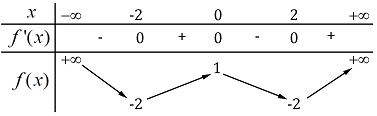 x -∞ -2 0 2 +∞
f'(x) - 0 + 0 - 0 +
+∞ 1 +∞
f(x)
-2 -2